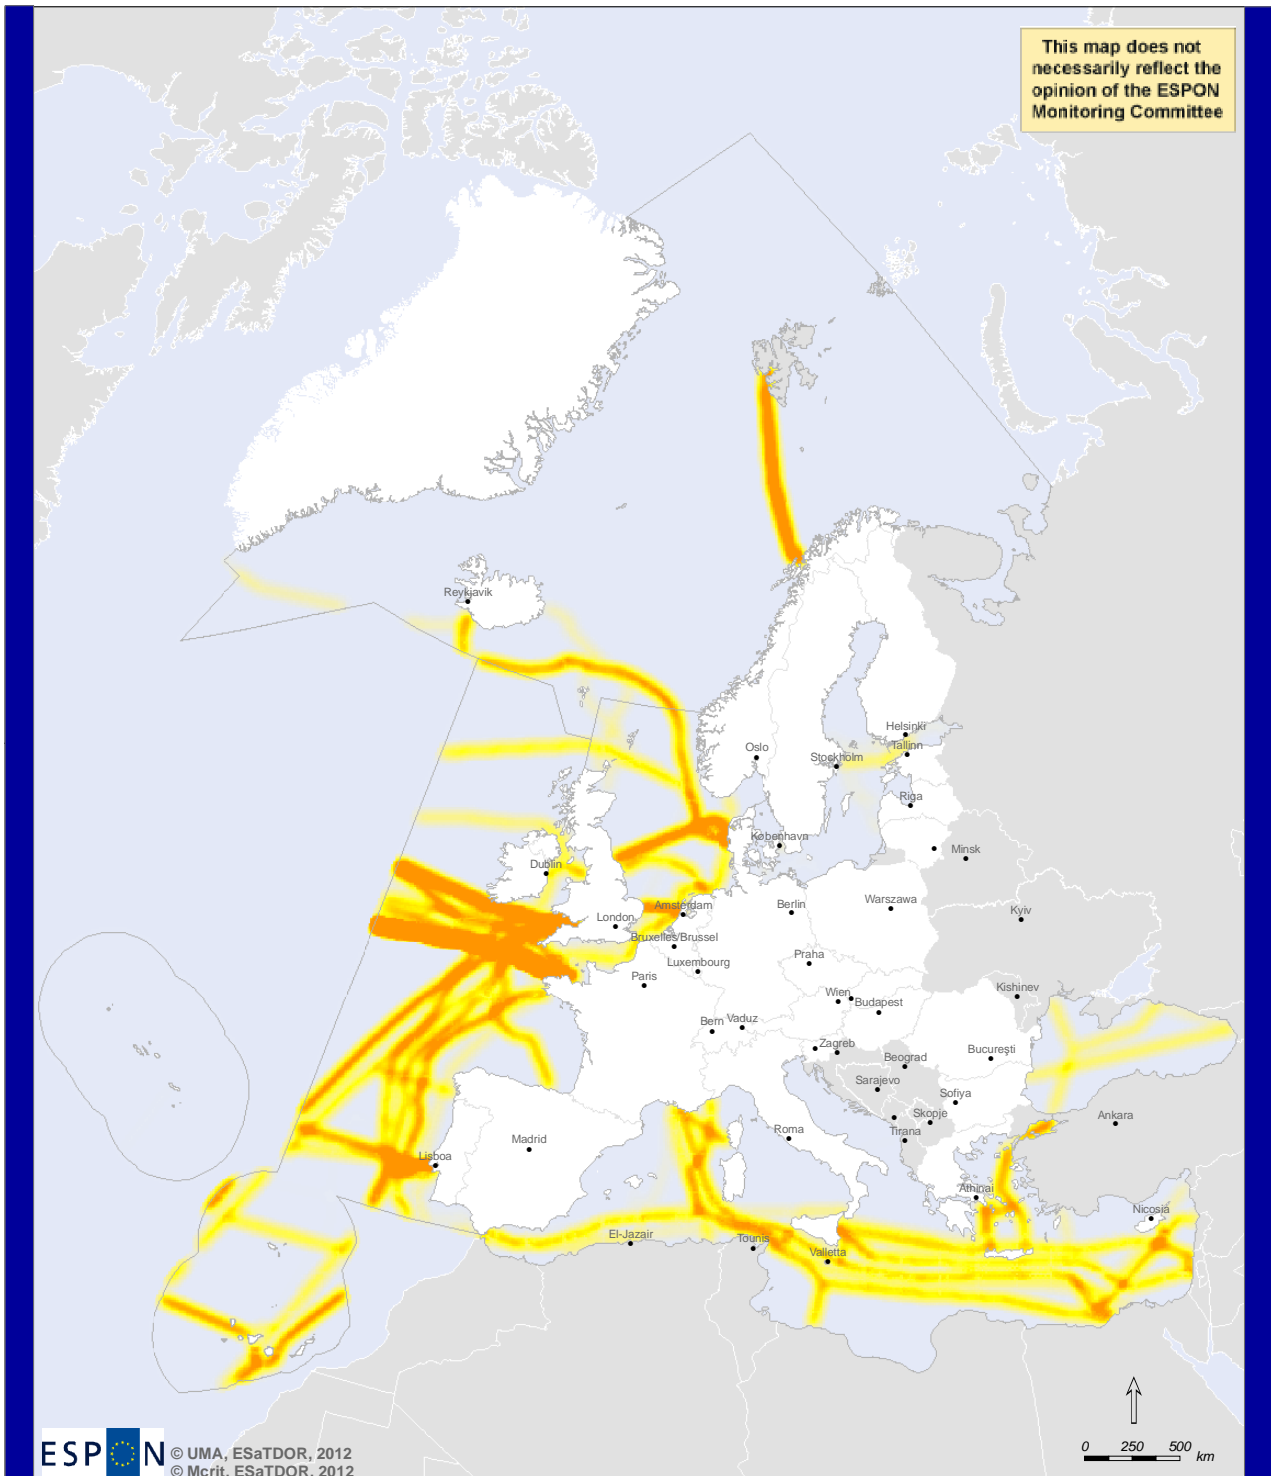 This map does not
necessarily reflect the
opinion of the ESPON
Monitoring Committee
Reykjavik
Helsinki
Tallinn
Oslo
Stockholm
Riga
København
Minsk
Dublin
Amsterdam
Berlin
Warszawa
London
Kyiv
Bruxelles/Brussel
Praha
Luxembourg
Paris
Kishinev
Wien
Budapest
Bern
Vaduz
Zagreb
Bucureşti
Beograd
Sarajevo
Sofiya
Skopje
Ankara
Roma
Tirana
Madrid
Lisboa
Athinai
Nicosia
El-Jazair
Tounis
Valletta
0 250 500 km
ESPON
© UMA, ESaTDOR, 2012
© Mcrit, ESaTDOR, 2012